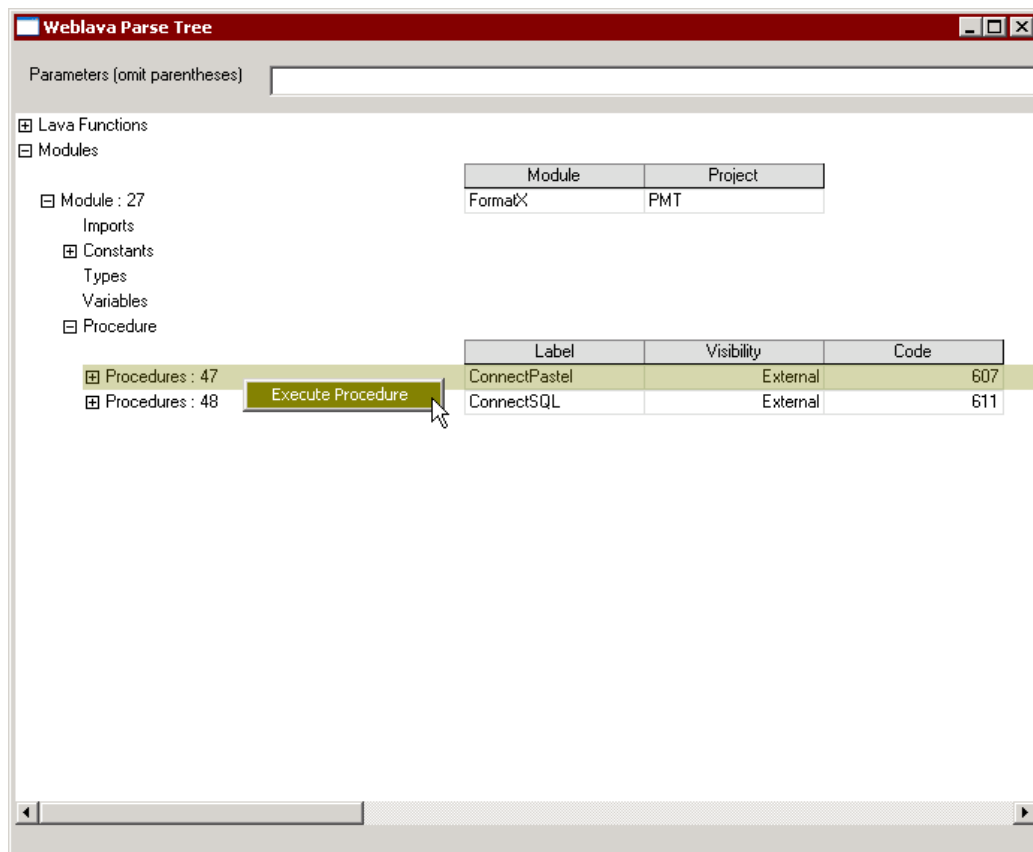 Weblava Parse Tree
Parameters (omit parentheses)
Lava Functions
Modules
Module Project
Module : 27 FormatX PMT
Imports
Constants
Types
Variables
Procedure
Label Visibility Code
Procedures : 47 ConnectPastel External 607
Execute Procedure
Procedures : 48 ConnectSQL External 611